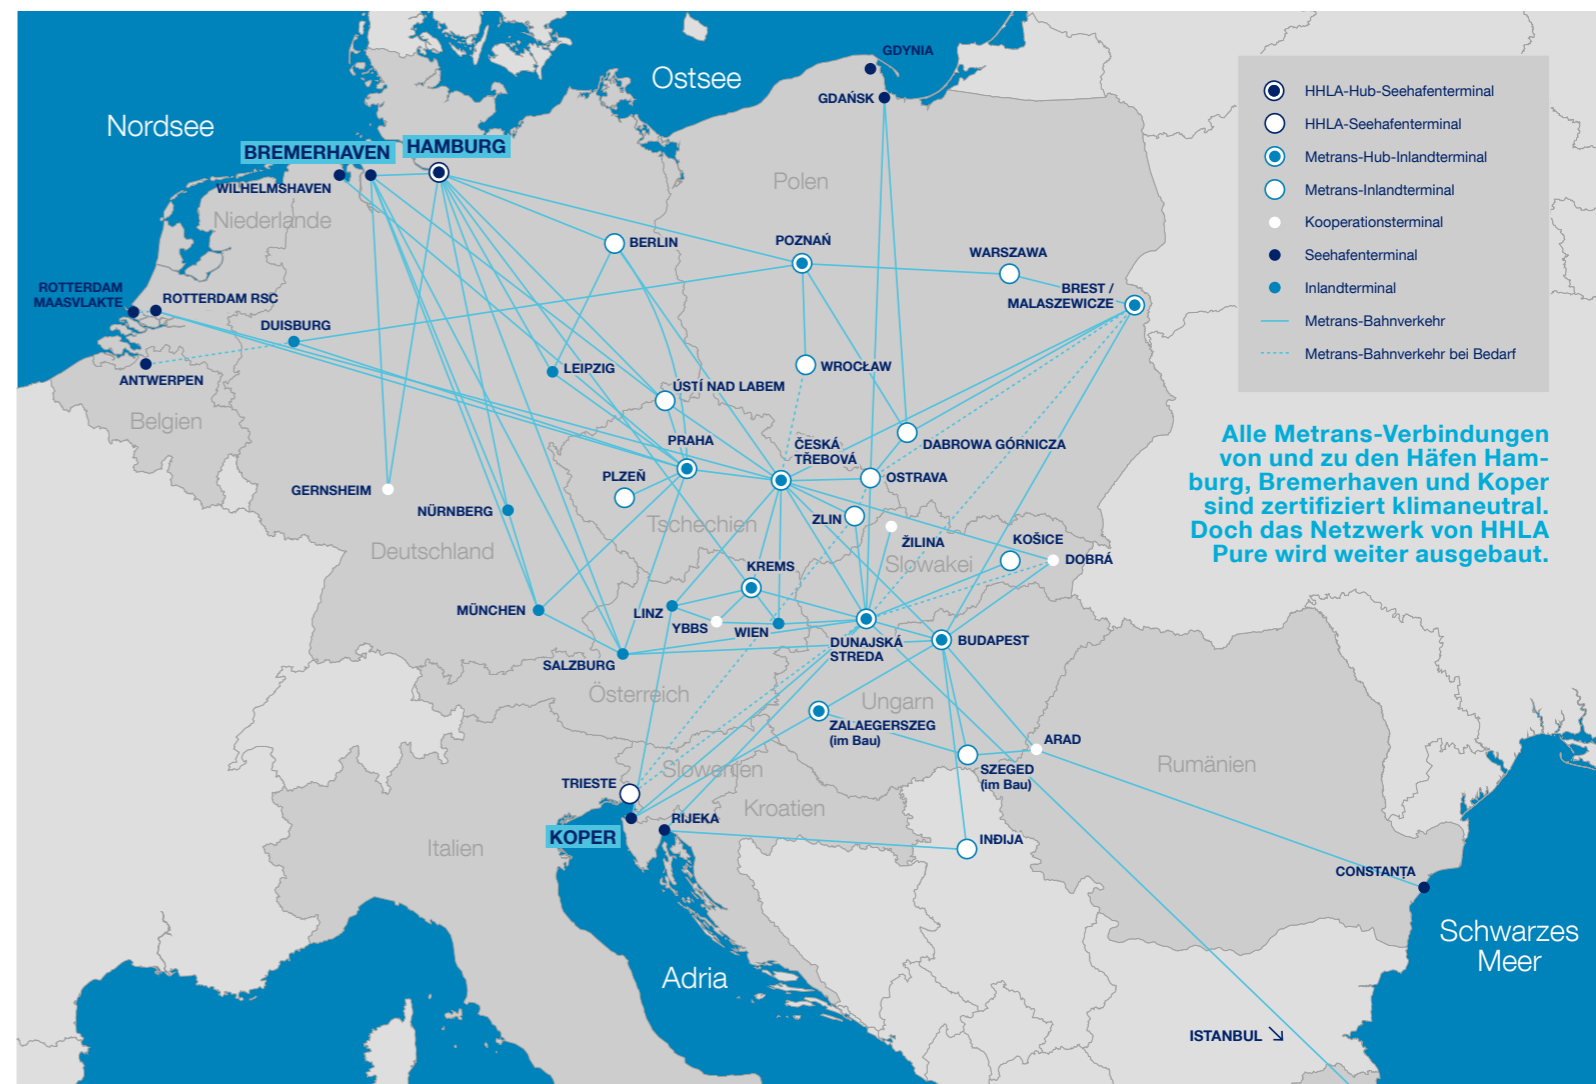 Nordsee
Ostsee
GDYNIA
GDAŃSK
BREMERHAVEN
HAMBURG
WILHELMSHAVEN
Niederlande
Polen
BERLIN
POZNAŃ
WARSZAWA
BREST /
MALASZEWICZE
ROTTERDAM
MAASVLAKTE
ROTTERDAM RSC
DUISBURG
ANTWERPEN
Belgien
LEIPZIG
WROCŁAW
ÚSTÍ NAD LABEM
PRAHA
ČESKÁ
TŘEBOVÁ
DABROWA GÓRNICZA
PLZEŇ
OSTRAVA
GERNSHEIM
NÜRNBERG
Tschechien
ZLIN
ŽILINA
KOŠICE
DOBRÁ
Slowakei
Deutschland
KREMS
MÜNCHEN
LINZ
YBBS
WIEN
DUNAJSKÁ
STREDA
BUDAPEST
SALZBURG
Österreich
Ungarn
ZALAEGERSZEG
(im Bau)
ARAD
SZEGED
(im Bau)
Rumänien
TRIESTE
Slowenien
Kroatien
KOPER
RIJEKA
INĐIJA
Italien
CONSTANȚA
Adria
Schwarzes
Meer
ISTANBUL ↘
HHLA-Hub-Seehafenterminal
HHLA-Seehafenterminal
Metrans-Hub-Inlandterminal
Metrans-Inlandterminal
Kooperationsterminal
Seehafenterminal
Inlandterminal
Metrans-Bahnverkehr
Metrans-Bahnverkehr bei Bedarf
Alle Metrans-Verbindungen
von und zu den Häfen Ham-
burg, Bremerhaven und Koper
sind zertifiziert klimaneutral.
Doch das Netzwerk von HHLA
Pure wird weiter ausgebaut.